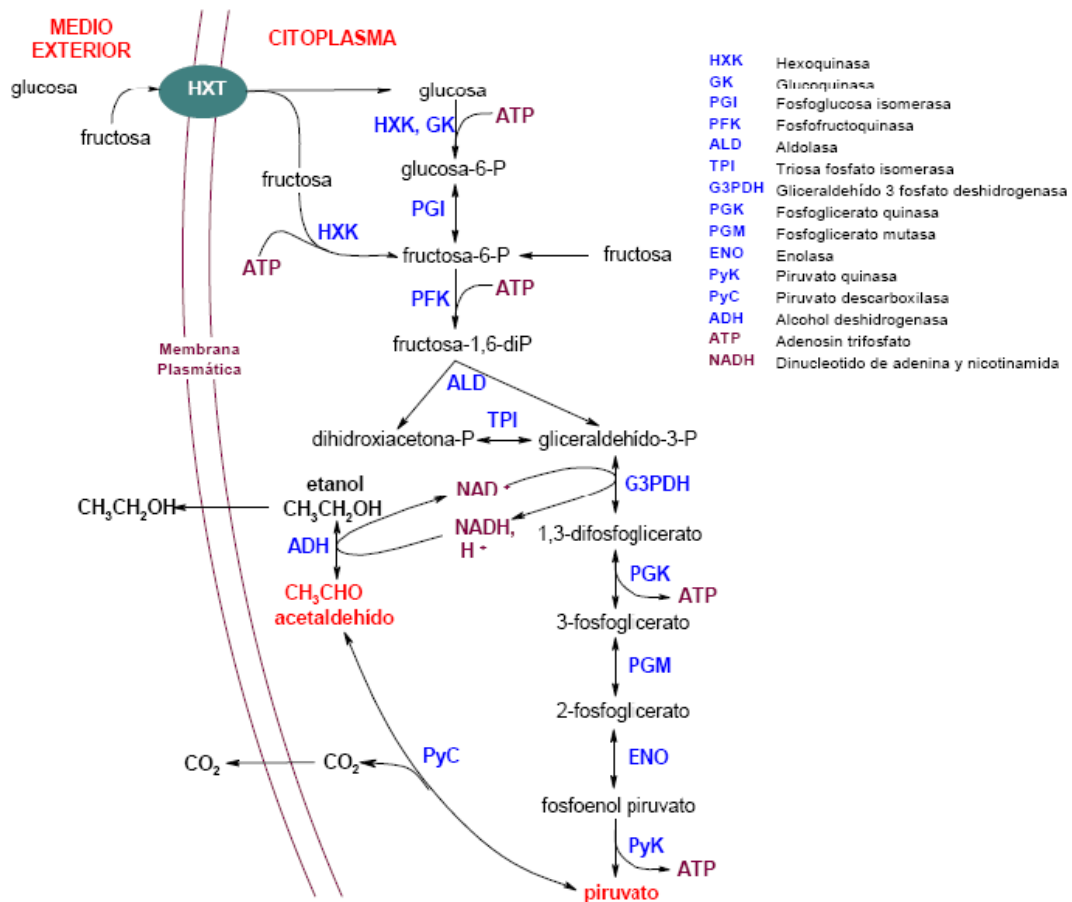 MEDIO
EXTERIOR
CITOPLASMA
glucosa
HXT
glucosa
fructosa
HXK, GK
ATP
fructosa
glucosa-6-P
PGI
HXK
ATP
fructosa-6-P
fructosa
PFK
ATP
fructosa-1,6-diP
Membrana
Plasmática
ALD
TPI
dihidroxiacetona-P
gliceraldehído-3-P
etanol
NAD +
G3PDH
CH3CH2OH
CH3CH2OH
NADH,
H +
1,3-difosfoglicerato
ADH
PGK
CH3CHO
acetaldehído
ATP
3-fosfoglicerato
PGM
2-fosfoglicerato
PyC
ENO
CO2
CO2
fosfoenol piruvato
PyK
ATP
piruvato
HXK Hexoquinasa
GK Glucoquinasa
PGI Fosfoglucosa isomerasa
PFK Fosfofructoquinasa
ALD Aldolasa
TPI Triosa fosfato isomerasa
G3PDH Gliceraldehído 3 fosfato deshidrogenasa
PGK Fosfoglicerato quinasa
PGM Fosfoglicerato mutasa
ENO Enolasa
PyK Piruvato quinasa
PyC Piruvato descarboxilasa
ADH Alcohol deshidrogenasa
ATP Adenosin trifosfato
NADH Dinucleotido de adenina y nicotinamida